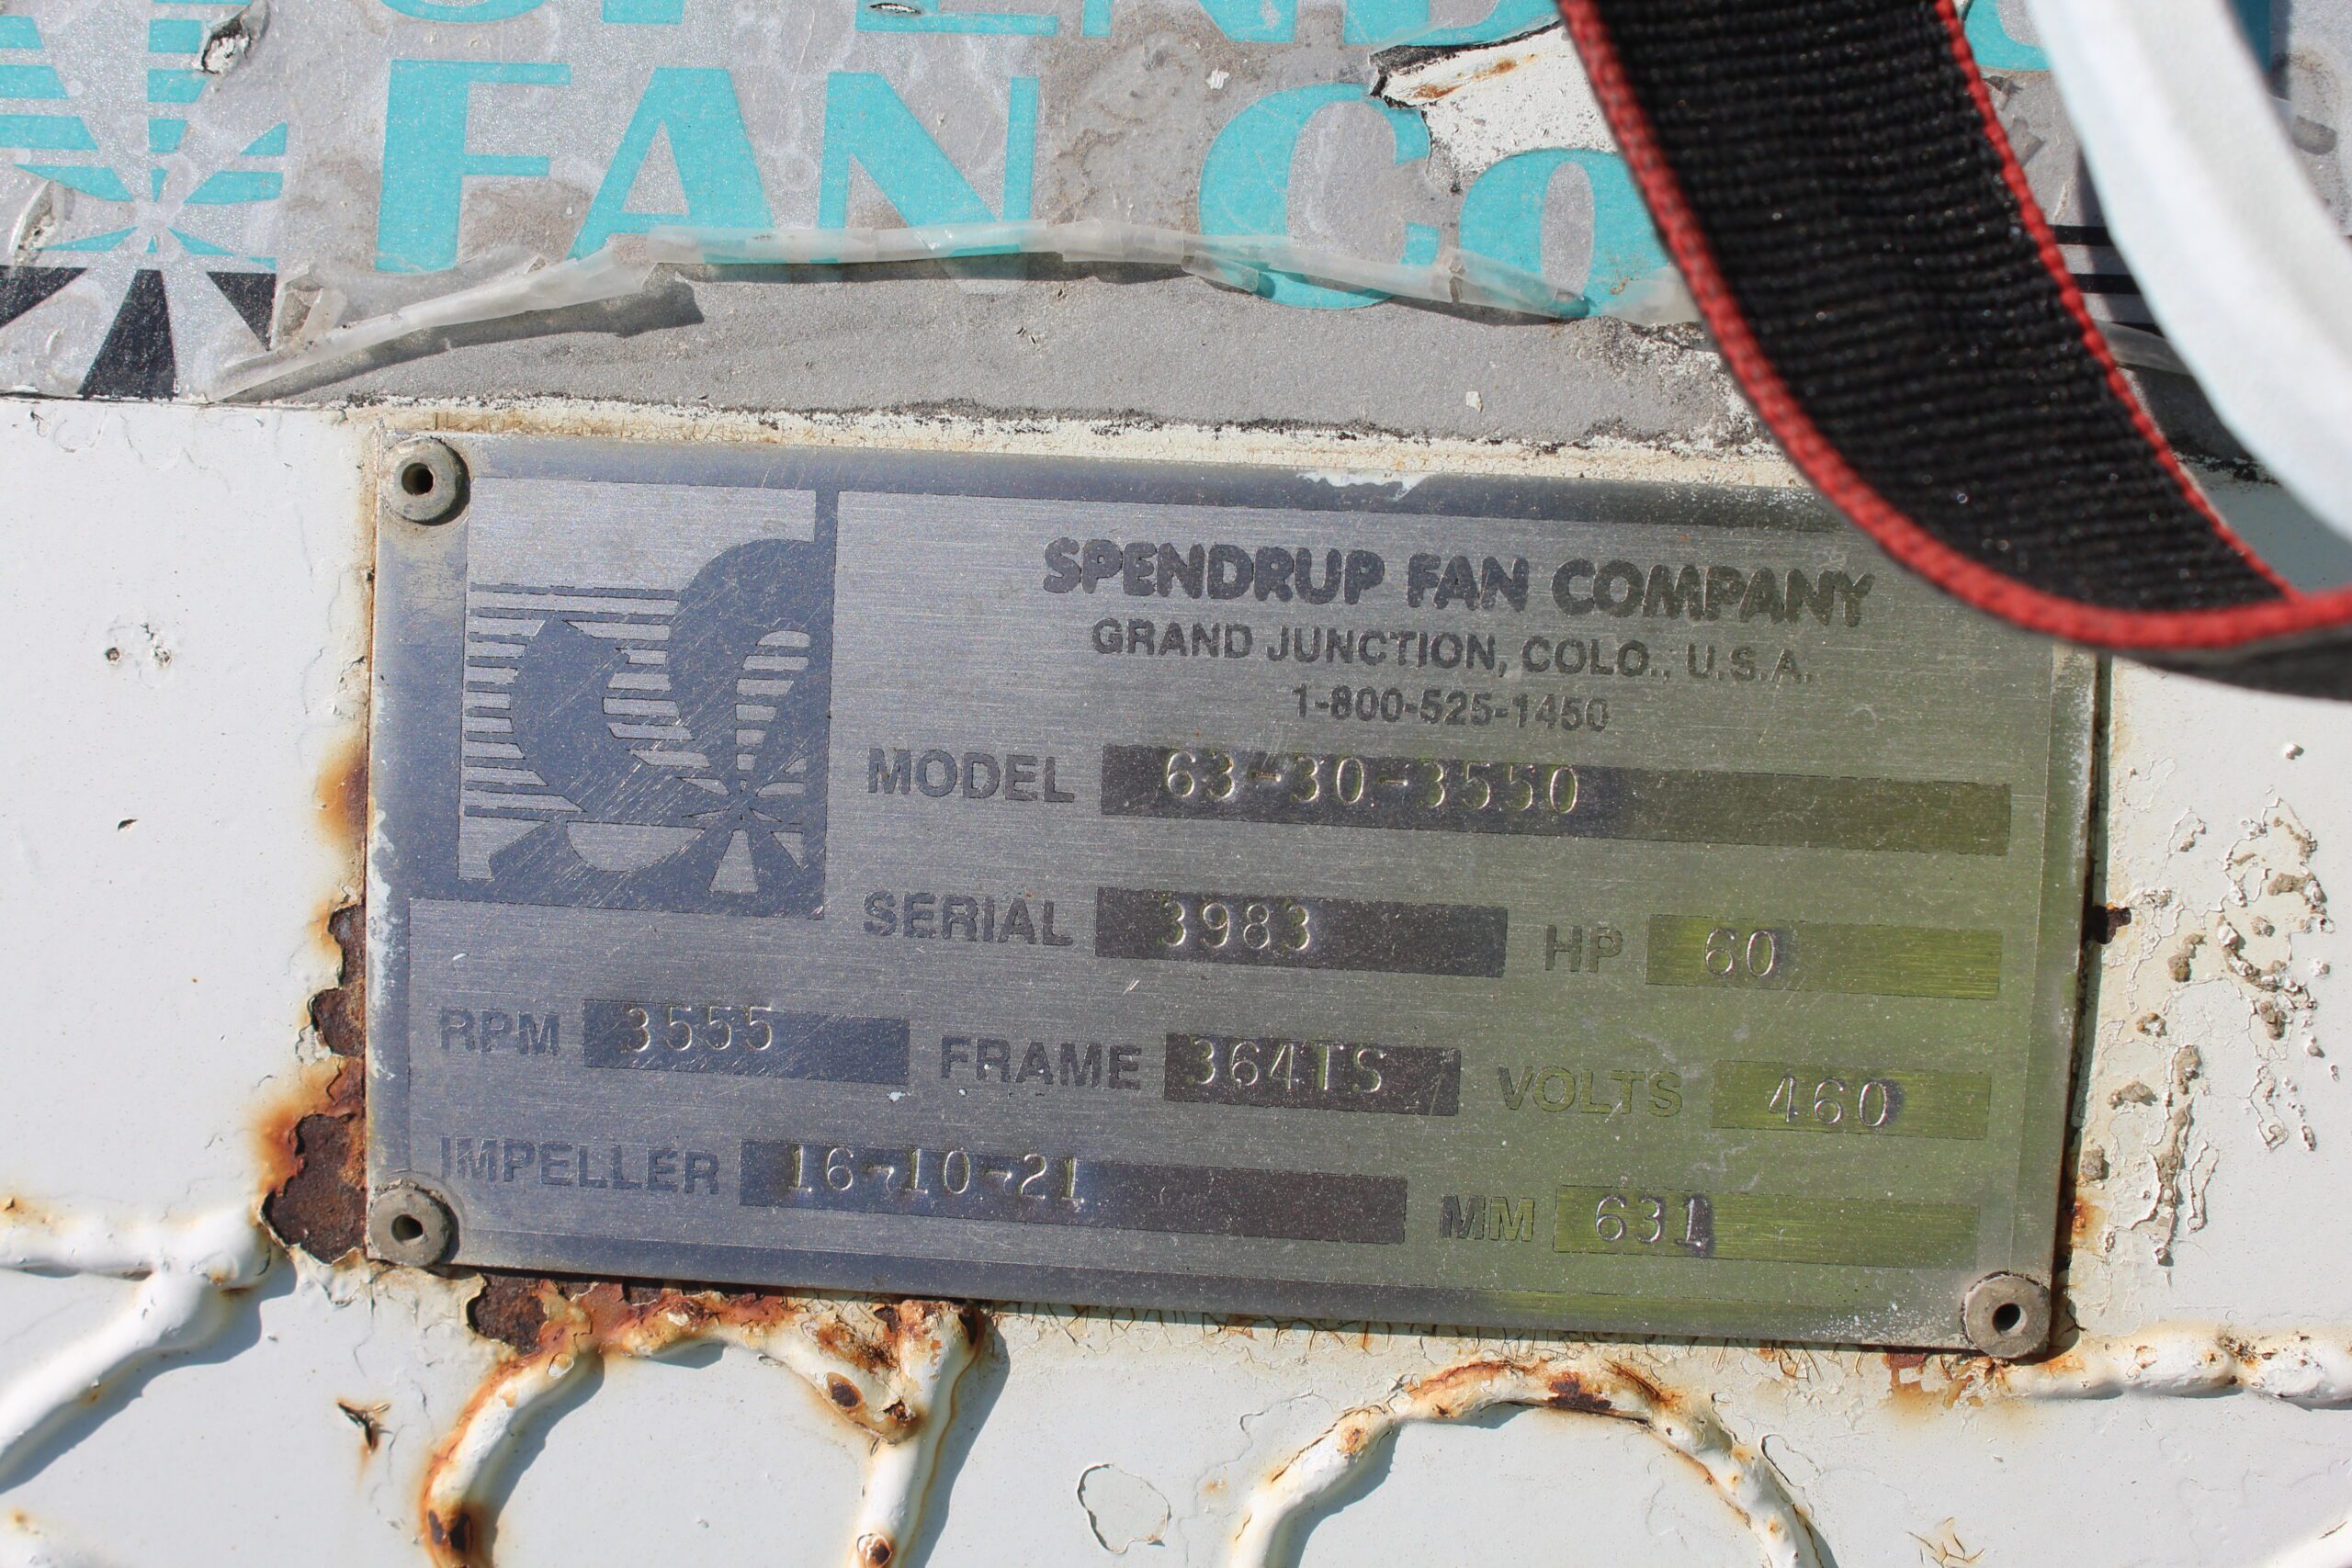 FAN Co
SPENDRUP FAN COMPANY
GRAND JUNCTION, COLO., U.S.A.
1-800-525-1450
MODEL 63-30-3550
SERIAL 3983 HP 60
RPM 3555 FRAME 364TS VOLTS 460
IMPELLER 16-10-21 MM 631